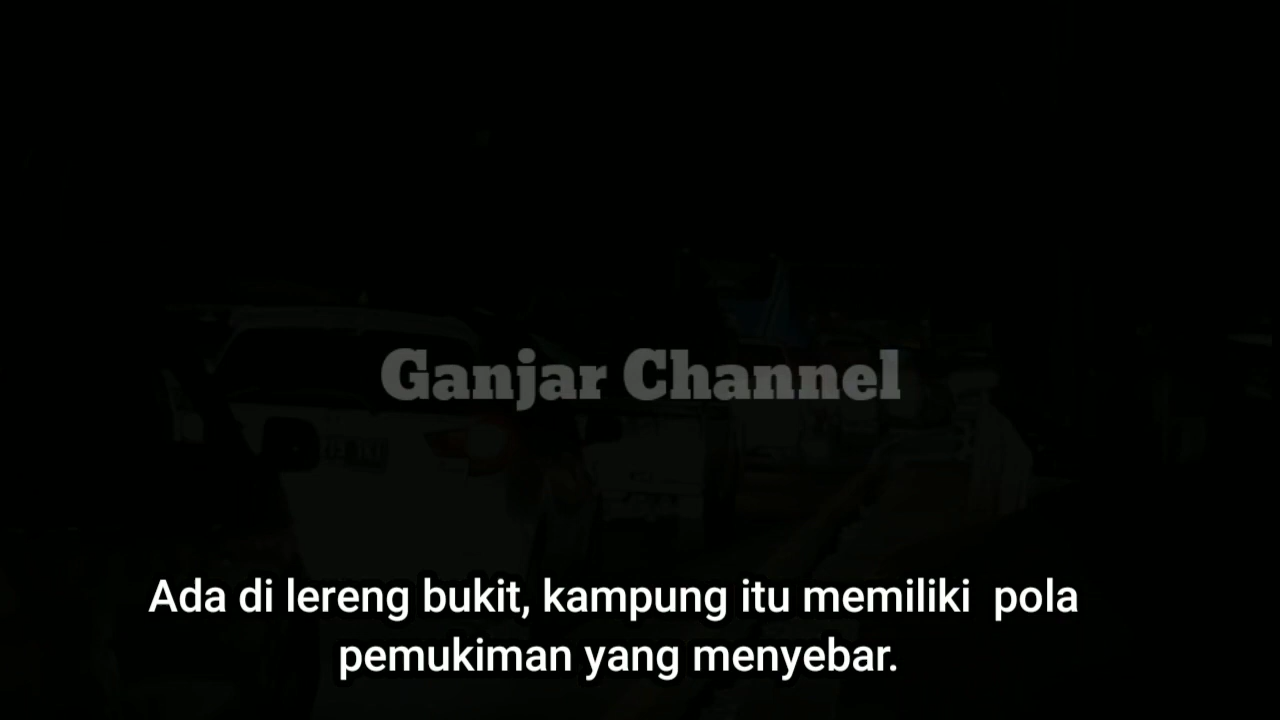 Ganjar Channel
Ada di lereng bukit, kampung itu memiliki  pola
pemukiman yang menyebar.